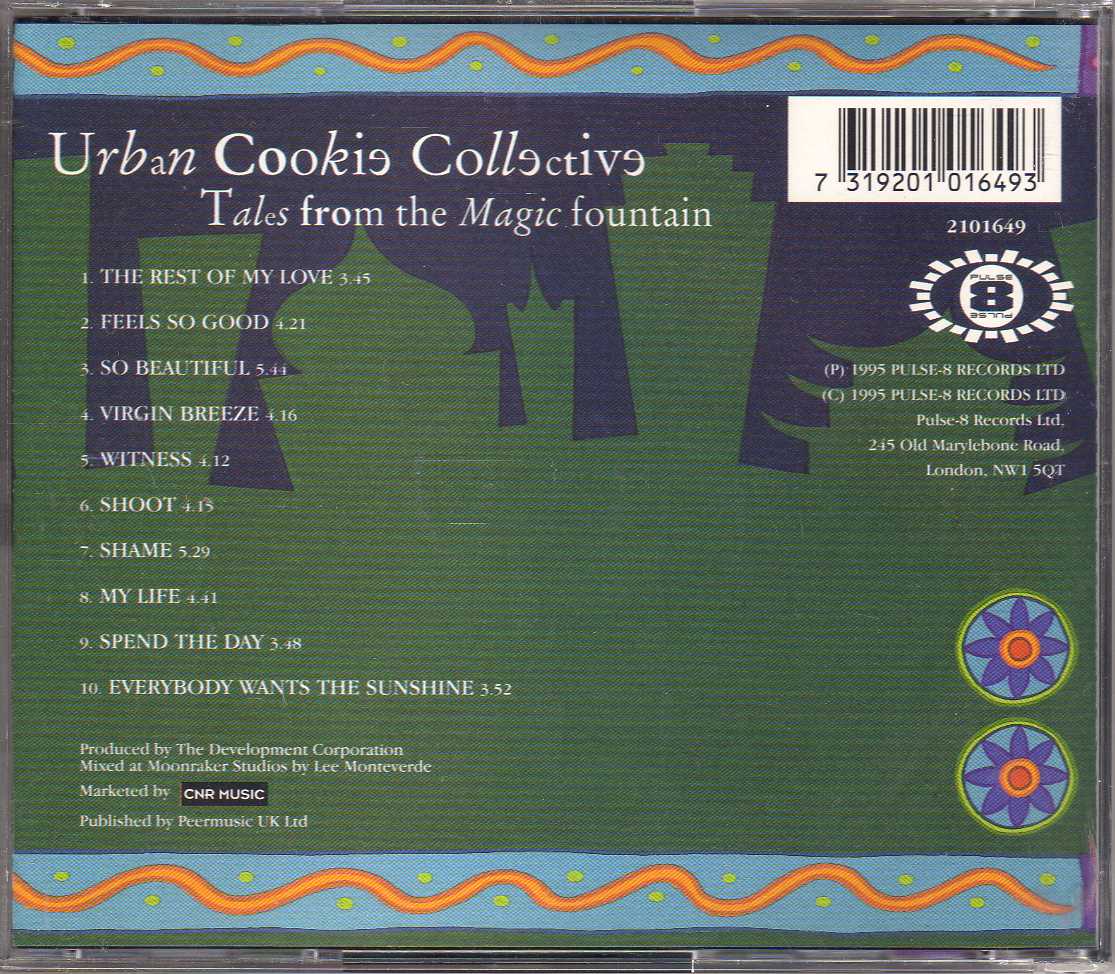 Urban Cookie Collective
Tales from the Magic fountain
1. THE REST OF MY LOVE 3.45
2. FEELS SO GOOD 4.21
3. SO BEAUTIFUL 5.44
4. VIRGIN BREEZE 4.16
5. WITNESS 4.12
6. SHOOT 4.15
7. SHAME 5.29
8. MY LIFE 4.41
9. SPEND THE DAY 3.48
10. EVERYBODY WANTS THE SUNSHINE 3.52
Produced by The Development Corporation
Mixed at Moonraker Studios by Lee Monteverde
Marketed by CNR MUSIC
Published by Peermusic UK Ltd
7 319201 016493
2101649
PULSE
8
PULSE
(P) 1995 PULSE-8 RECORDS LTD
(C) 1995 PULSE-8 RECORDS LTD
Pulse-8 Records Ltd,
245 Old Marylebone Road,
London, NW1 5QT